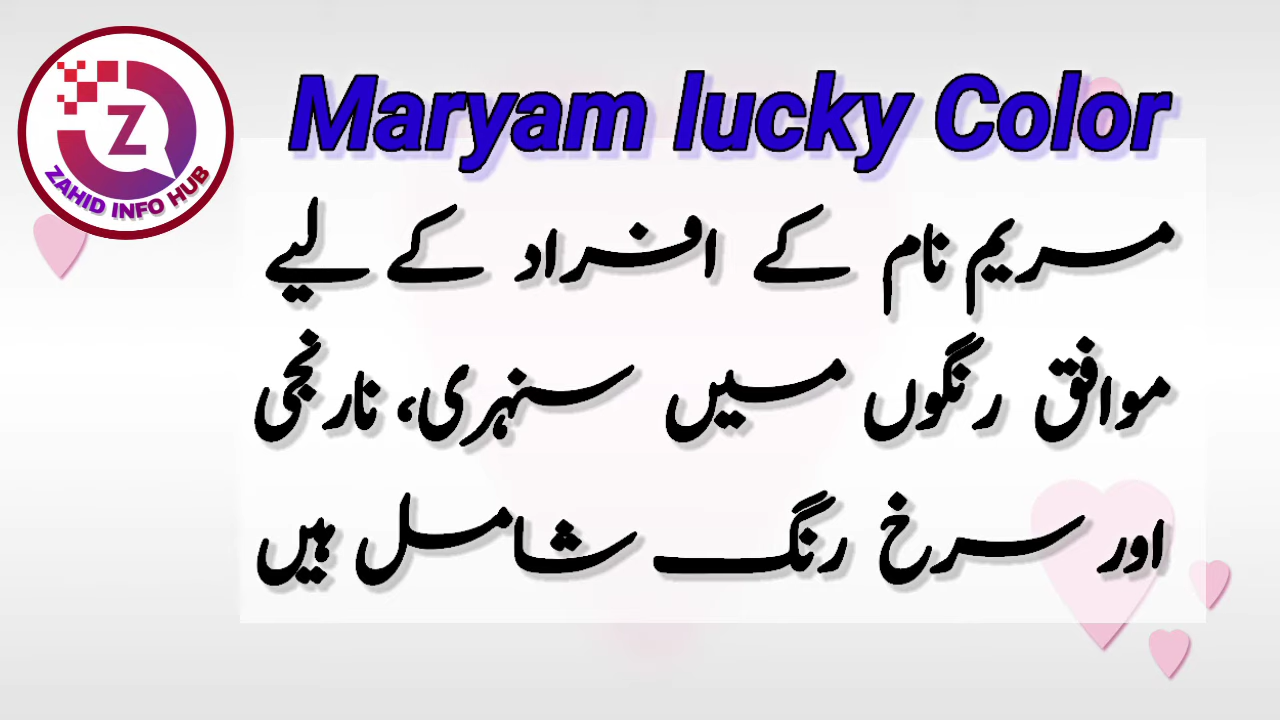 Z
ZAHID INFO HUB
Maryam lucky Color
مریم نام کے افراد کے لیے
موافق رنگوں میں سنہری، نارنجی
اور سرخ رنگ شامل ہیں